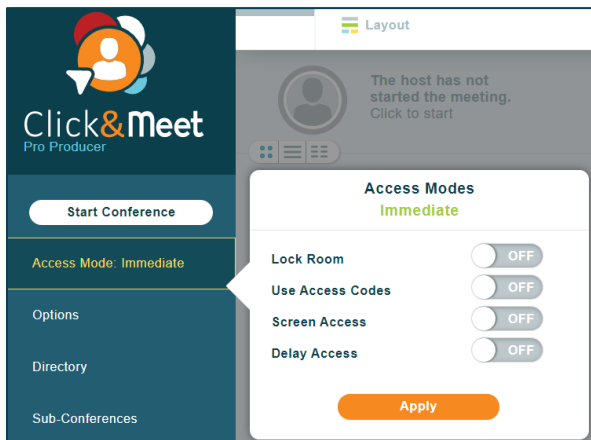 Click&Meet
Pro Producer
Start Conference
Access Mode: Immediate
Options
Directory
Sub-Conferences
Layout
The host has not
started the meeting.
Click to start
Access Modes
Immediate
Lock Room OFF
Use Access Codes OFF
Screen Access OFF
Delay Access OFF
Apply